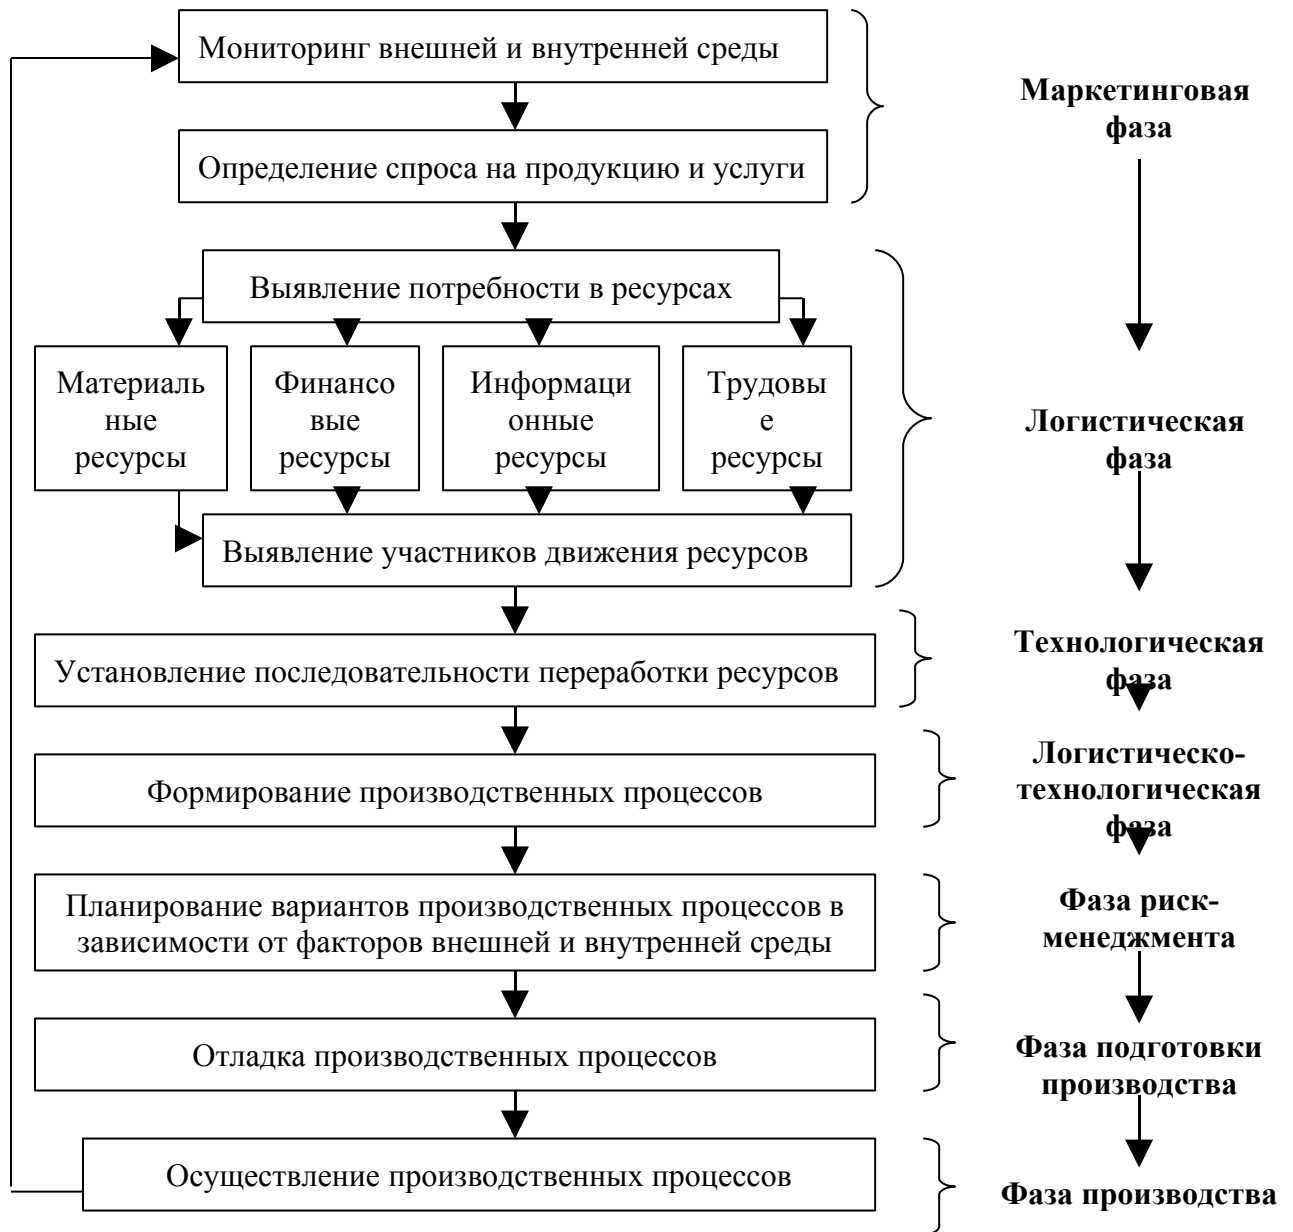 Мониторинг внешней и внутренней среды
Маркетинговая
фаза
Определение спроса на продукцию и услуги
Выявление потребности в ресурсах
Материаль
ные
ресурсы
Финансо
вые
ресурсы
Информаци
онные
ресурсы
Трудовы
е
ресурсы
Логистическая
фаза
Выявление участников движения ресурсов
Установление последовательности переработки ресурсов
Технологическая
фаза
Формирование производственных процессов
Логистическо-
технологическая
фаза
Планирование вариантов производственных процессов в
зависимости от факторов внешней и внутренней среды
Фаза риск-
менеджмента
Отладка производственных процессов
Фаза подготовки
производства
Осуществление производственных процессов
Фаза производства